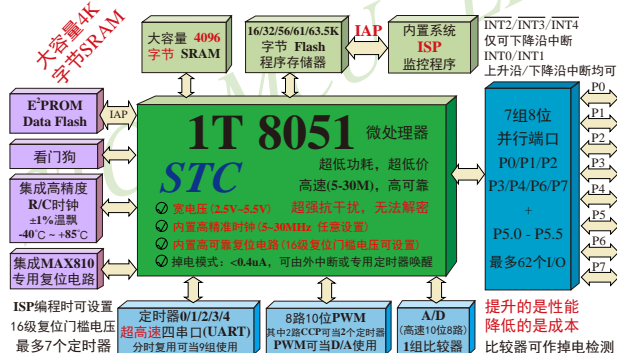 大容量4K
字节SRAM
大容量 4096
字节 SRAM
16/32/56/61/63.5K
字节 Flash
程序存储器
IAP
内置系统
ISP
监控程序
INT2/INT3/INT4
仅可下降沿中断
INT0/INT1
上升沿/下降沿中断均可
E²PROM
Data Flash
IAP
看门狗
集成高精度
R/C时钟
±1%温飘
-40℃ ~ +85℃
集成MAX810
专用复位电路
1T 8051 微处理器
STC
超低功耗，超低价
高速(5-30M)，高可靠
宽电压(2.5V~5.5V) 超强抗干扰，无法解密
内置高精准时钟(5~30MHz 任意设置)
内置高可靠复位电路(16级复位门槛电压可设置)
掉电模式：<0.4uA，可由外中断或专用定时器唤醒
7组8位
并行端口
P0/P1/P2
P3/P4/P6/P7
+
P5.0 - P5.5
最多62个I/O
P0
P1
P2
P3
P4
P5
P6
P7
ISP编程时可设置
16级复位门槛电压
最多7个定时器
定时器0/1/2/3/4
超高速四串口(UART)
分时复用可当9组使用
8路10位PWM
其中2路CCP可当2个定时器
PWM可当D/A使用
A/D
(高速10位8路)
1组比较器
提升的是性能
降低的是成本
比较器可作掉电检测